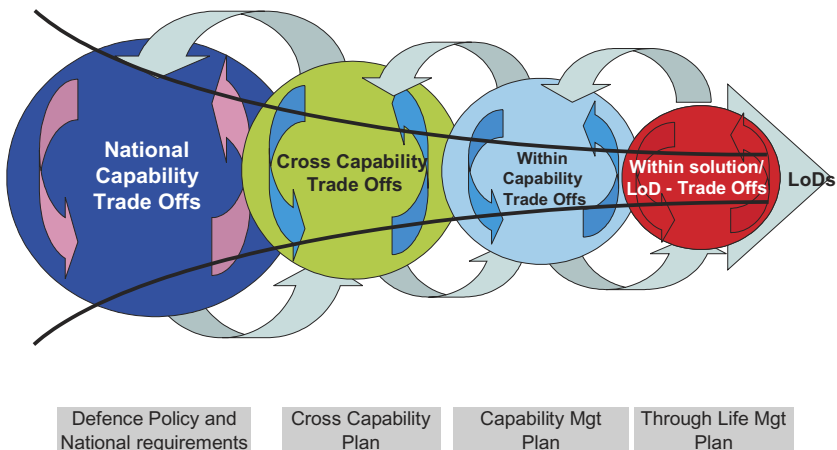 National
Capability
Trade Offs
Cross Capability
Trade Offs
Within
Capability
Trade Offs
Within solution/
LoD - Trade Offs
LoDs
Defence Policy and
National requirements
Cross Capability
Plan
Capability Mgt
Plan
Through Life Mgt
Plan